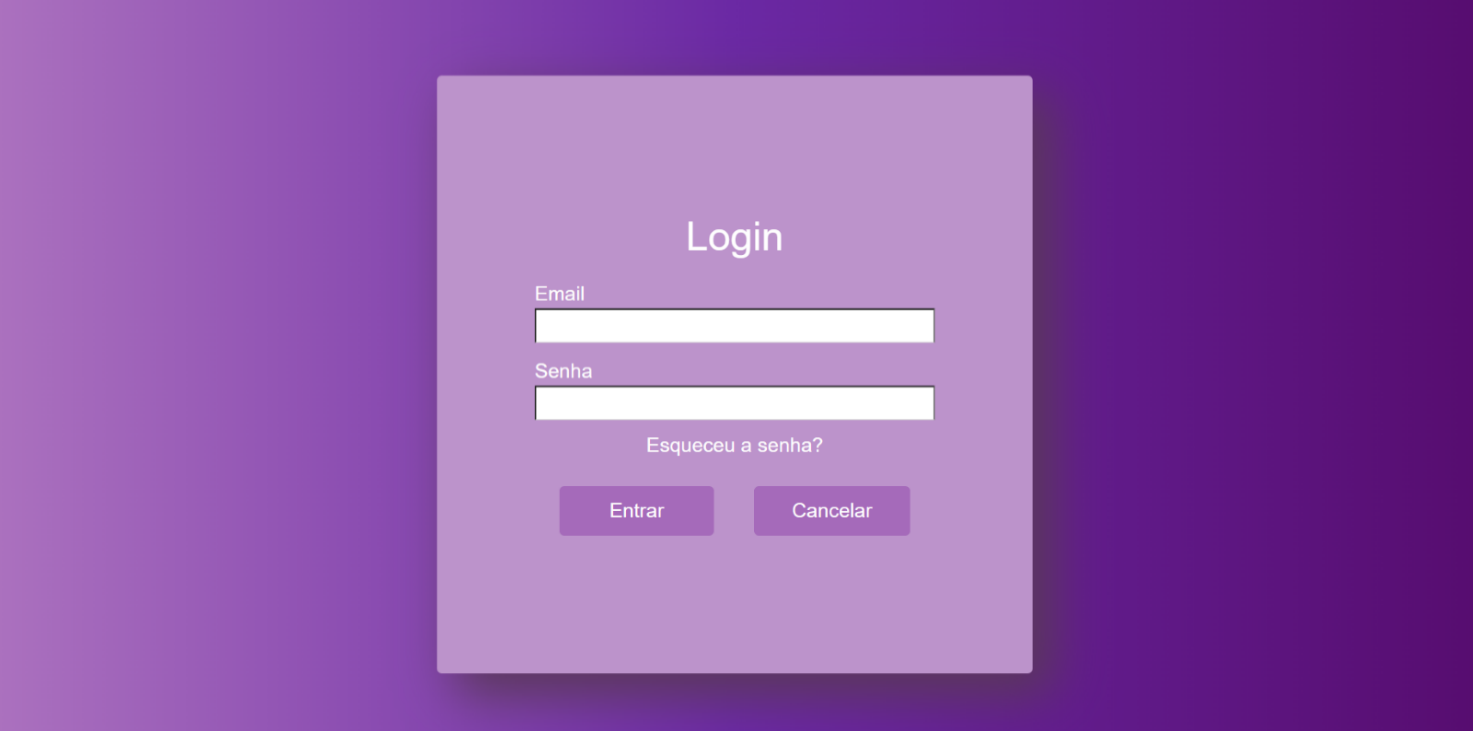 Login
Email
Senha
Esqueceu a senha?
Entrar Cancelar